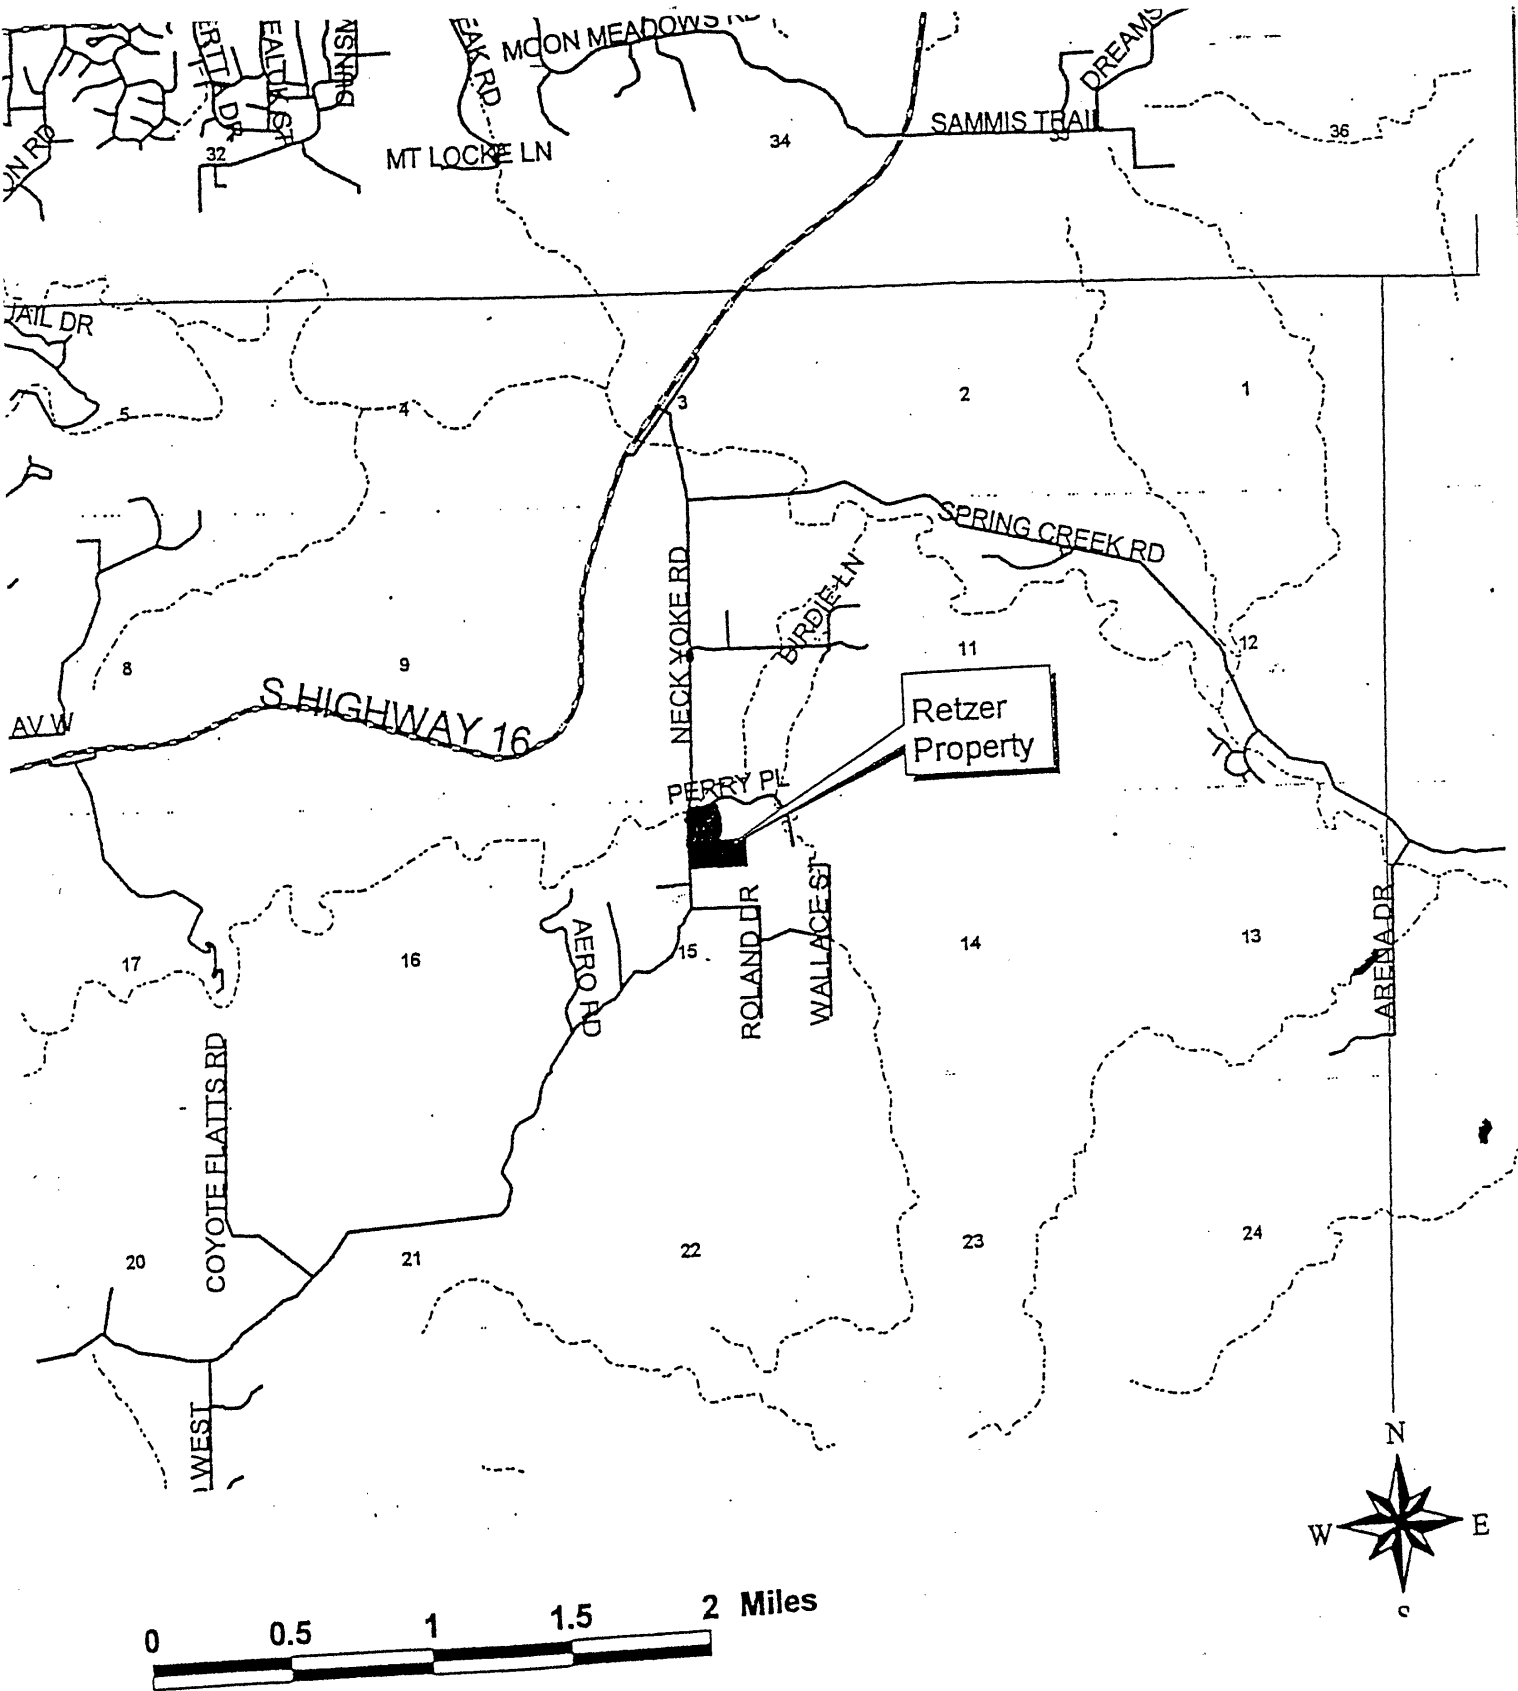 MOON MEADOWS RD
DREAMS
EAK RD
SAMMIS TRAIL
36
34
32
ON RD
MT LOCKE LN
JAIL DR
5
4
3
2
1
SPRING CREEK RD
NECK YOKE RD
BIRDIE LN
8
9
11
12
S HIGHWAY 16
AV W
Retzer
Property
PERRY PL
17
16
AERO RD
15
ROLAND DR
WALLACE ST
14
13
ARENA DR
COYOTE FLATTS RD
20
21
22
23
24
WEST
N
W
E
0
0.5
1
1.5
2 Miles